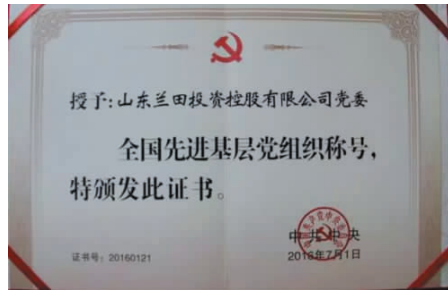 授予:山东兰田投资控股有限公司党委
全国先进基层党组织称号,
特颁发此证书。
中共中央
证书号:20160121
2016年7月1日